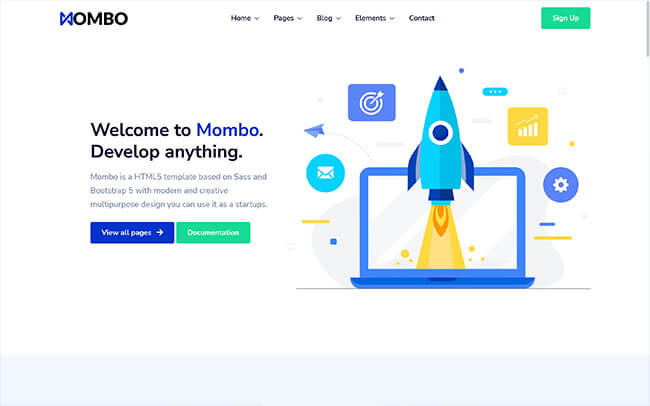 MOMBO
Home Pages Blog Elements Contact
Sign Up
Welcome to Mombo.
Develop anything.
Mombo is a HTML5 template based on Sass and
Bootstrap 5 with modern and creative
multipurpose design you can use it as a startups.
View all pages → Documentation